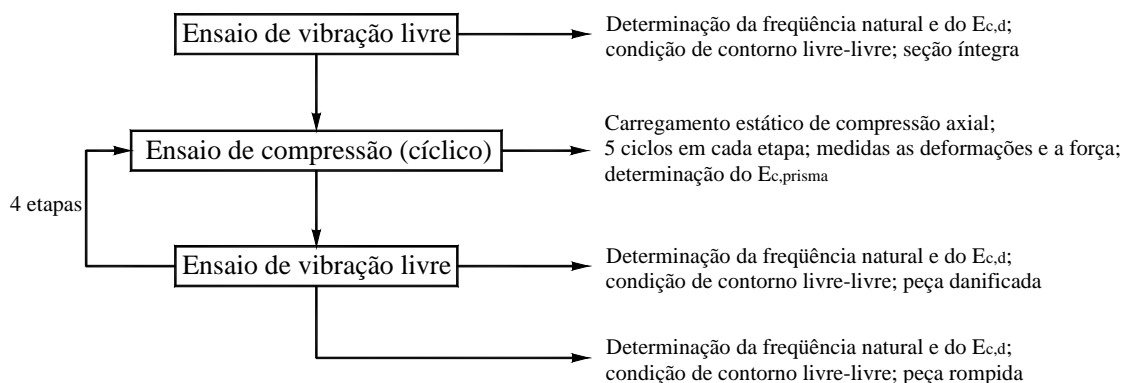 Ensaio de vibração livre
Determinação da freqüência natural e do Ec,d;
condição de contorno livre-livre; seção íntegra
Ensaio de compressão (cíclico)
Carregamento estático de compressão axial;
5 ciclos em cada etapa; medidas as deformações e a força;
determinação do Ec,prisma
4 etapas
Ensaio de vibração livre
Determinação da freqüência natural e do Ec,d;
condição de contorno livre-livre; peça danificada
Determinação da freqüência natural e do Ec,d;
condição de contorno livre-livre; peça rompida